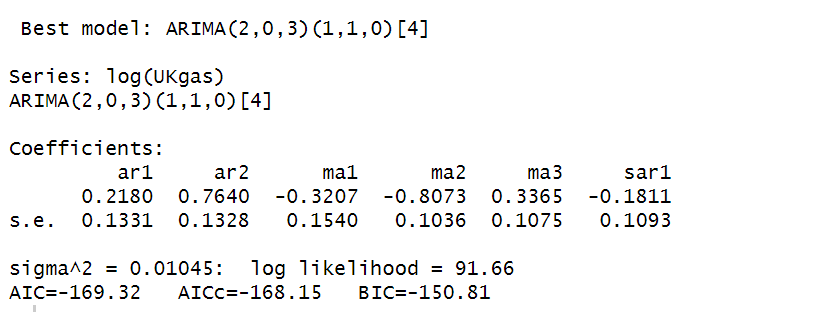 Best model: ARIMA(2,0,3)(1,1,0)[4]
Series: log(UKgas)
ARIMA(2,0,3)(1,1,0)[4]
Coefficients:
ar1 ar2 ma1 ma2 ma3 sar1
0.2180 0.7640 -0.3207 -0.8073 0.3365 -0.1811
s.e. 0.1331 0.1328 0.1540 0.1036 0.1075 0.1093
sigma^2 = 0.01045: log likelihood = 91.66
AIC=-169.32 AICc=-168.15 BIC=-150.81